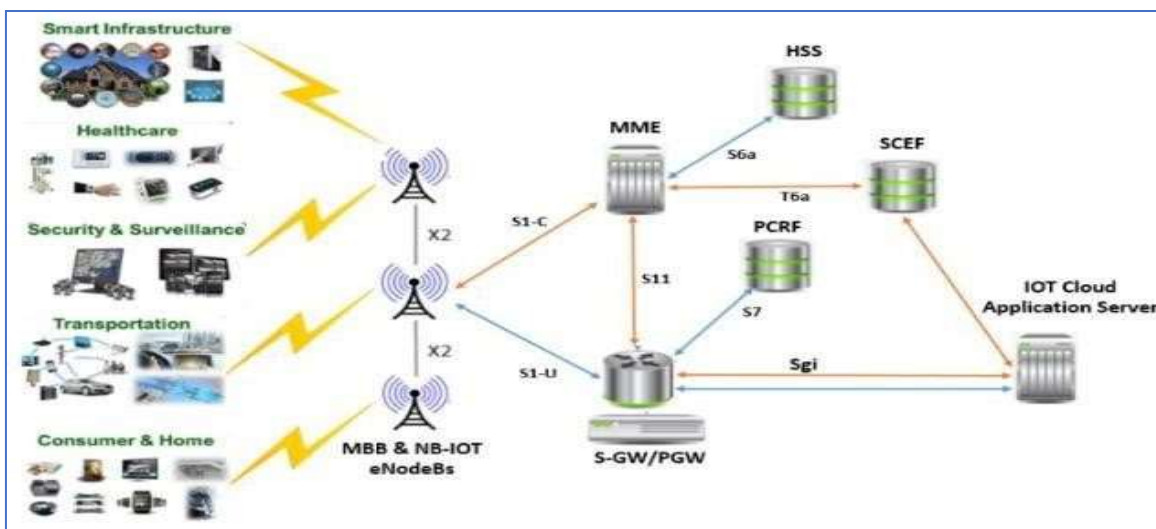 Smart Infrastructure
Healthcare
Security & Surveillance
Transportation
Consumer & Home
X2
X2
MBB & NB-IOT
eNodeBs
S1-C
S1-U
MME
S11
S6a
HSS
T6a
SCEF
PCRF
S7
S-GW/PGW
Sgi
IOT Cloud
Application Server